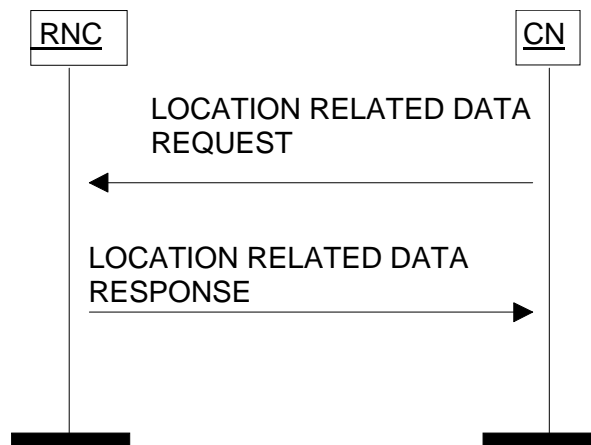 RNC
CN
LOCATION RELATED DATA
REQUEST
LOCATION RELATED DATA
RESPONSE